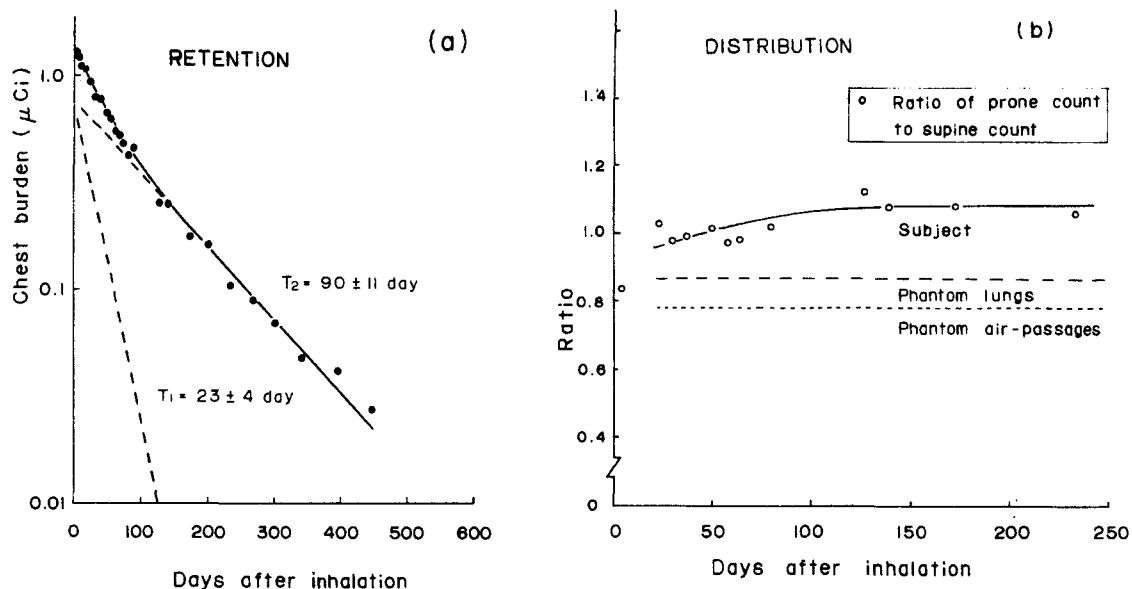 (a)
RETENTION
Chest burden (μCi)
1.0
0.1
0.01
T2 = 90 ± 11 day
T1 = 23 ± 4 day
0 100 200 300 400 500 600
Days after inhalation
(b)
DISTRIBUTION
o Ratio of prone count
to supine count
Ratio
1.4
1.2
1.0
0.8
0.6
0.4
0
Subject
Phantom lungs
Phantom air-passages
0 50 100 150 200 250
Days after inhalation